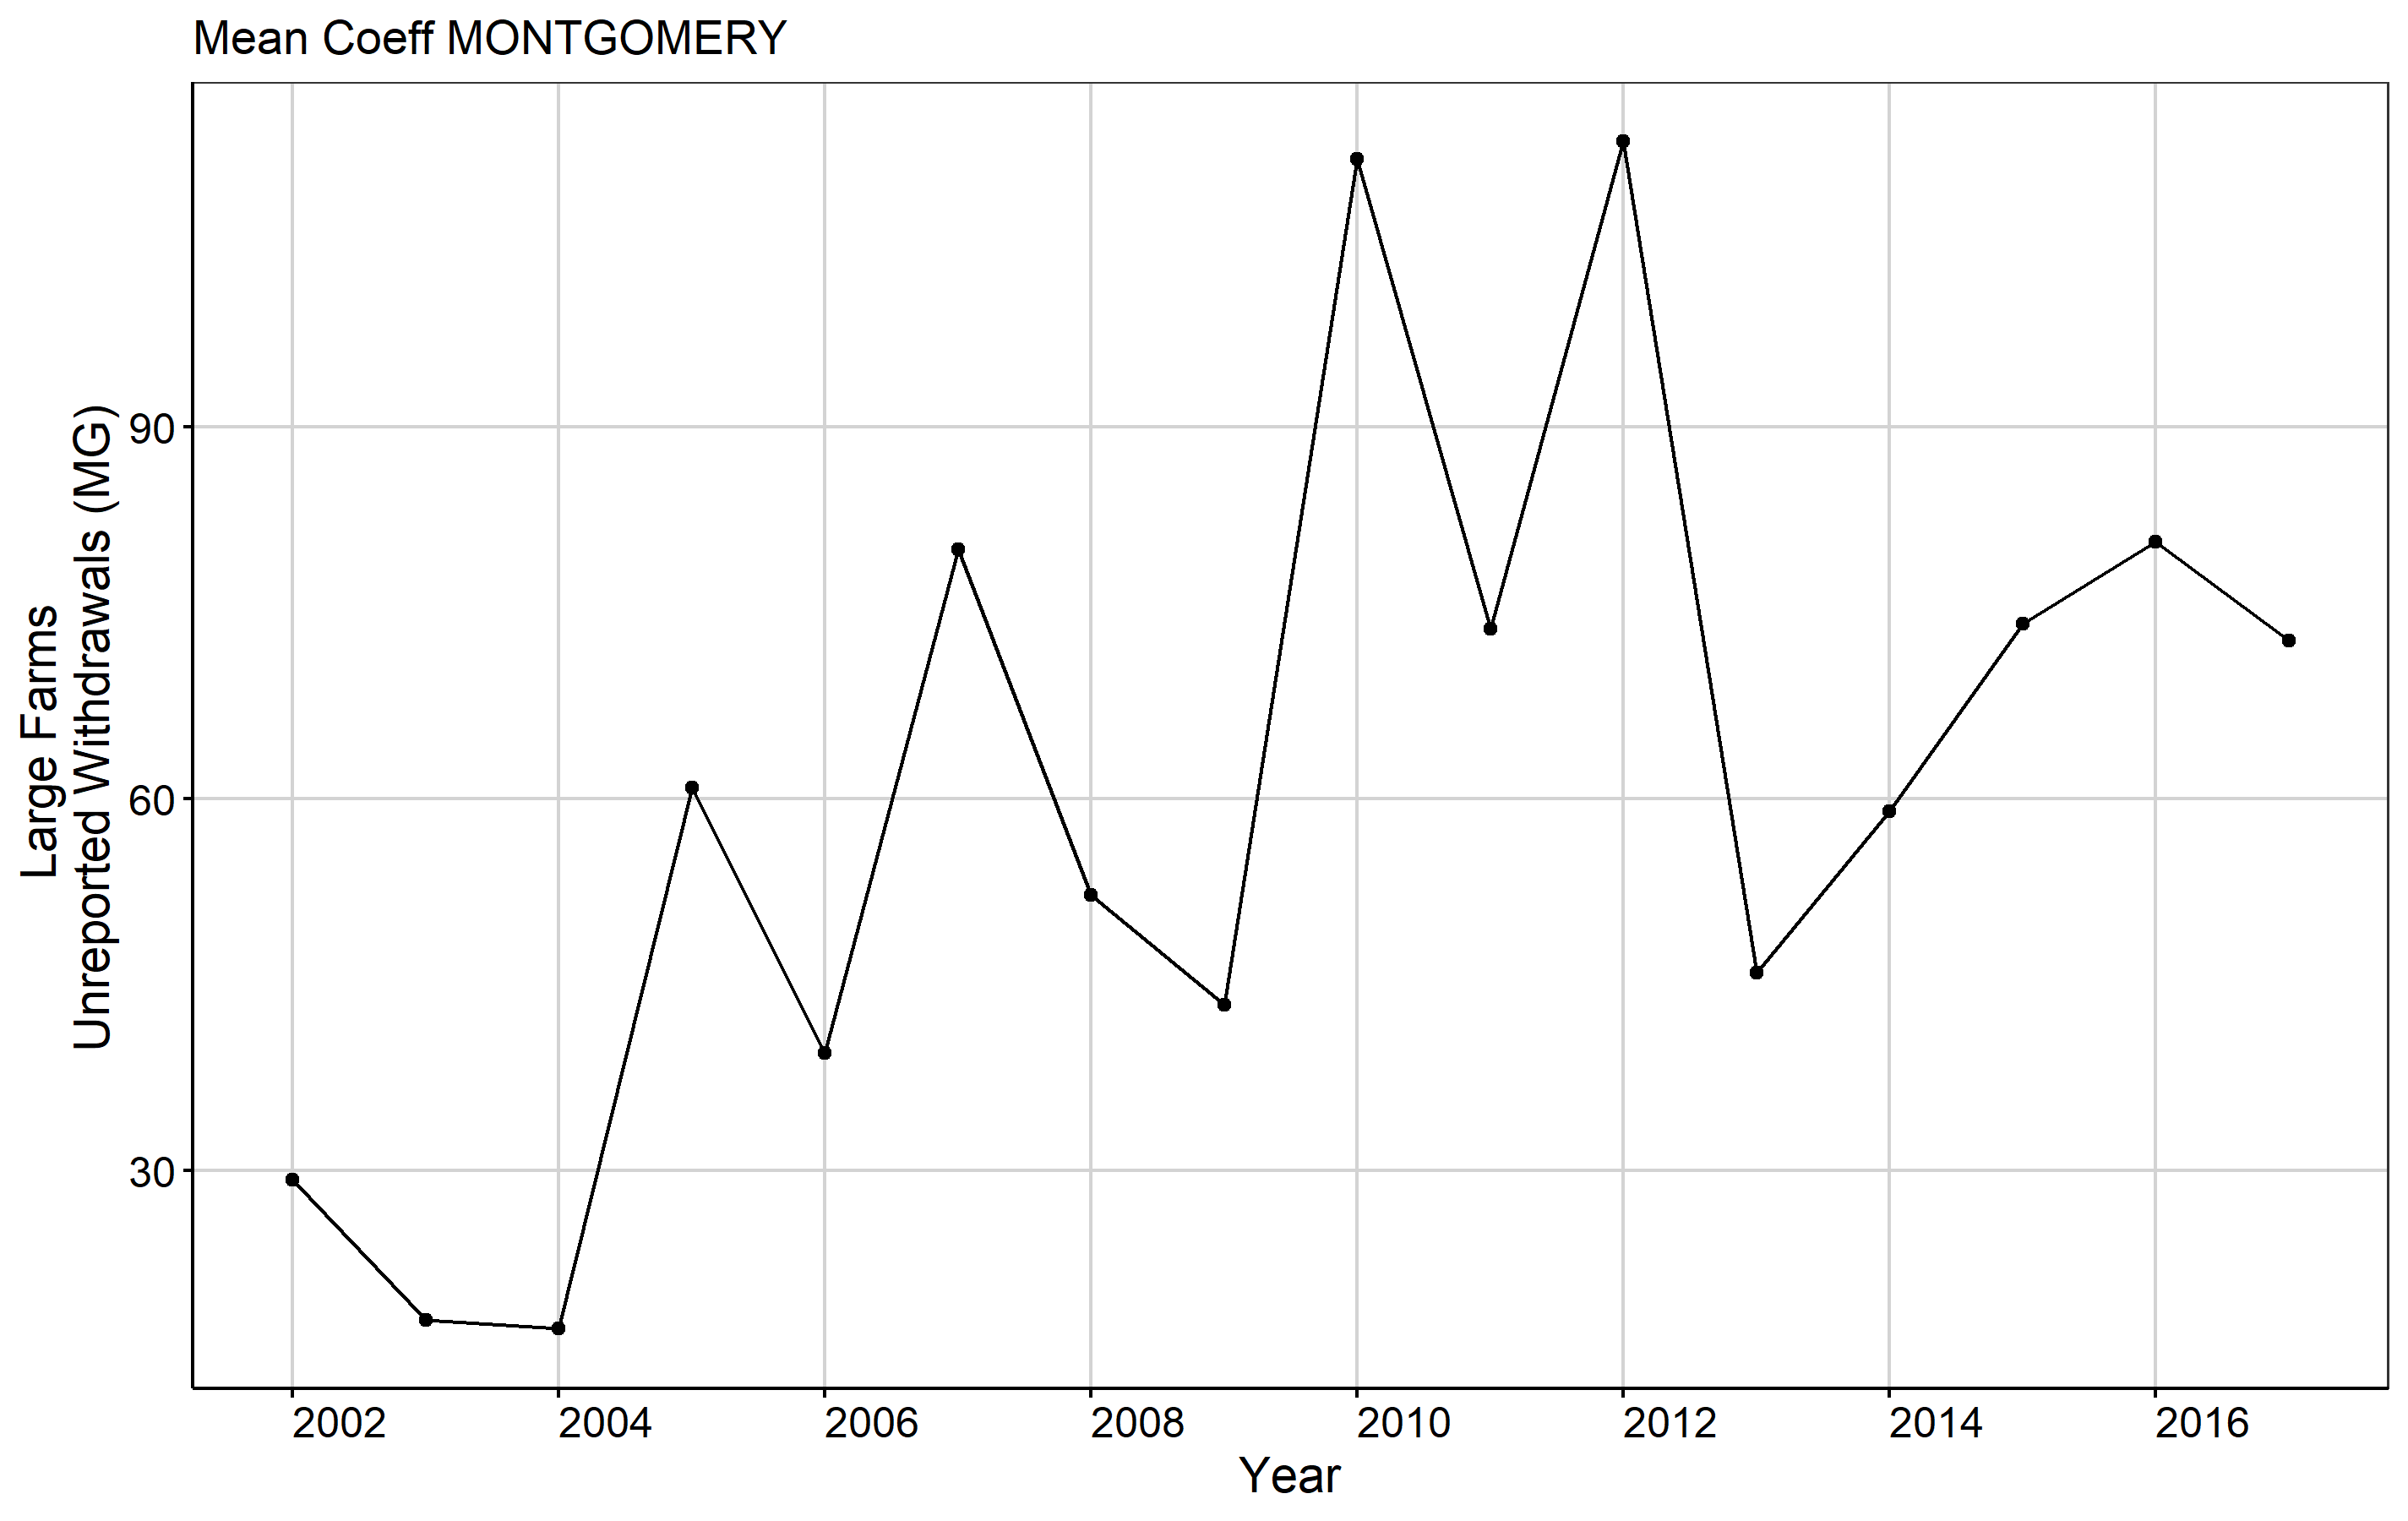 Mean Coeff MONTGOMERY
Large Farms
Unreported Withdrawals (MG)
90
60
30
2002 2004 2006 2008 2010 2012 2014 2016
Year